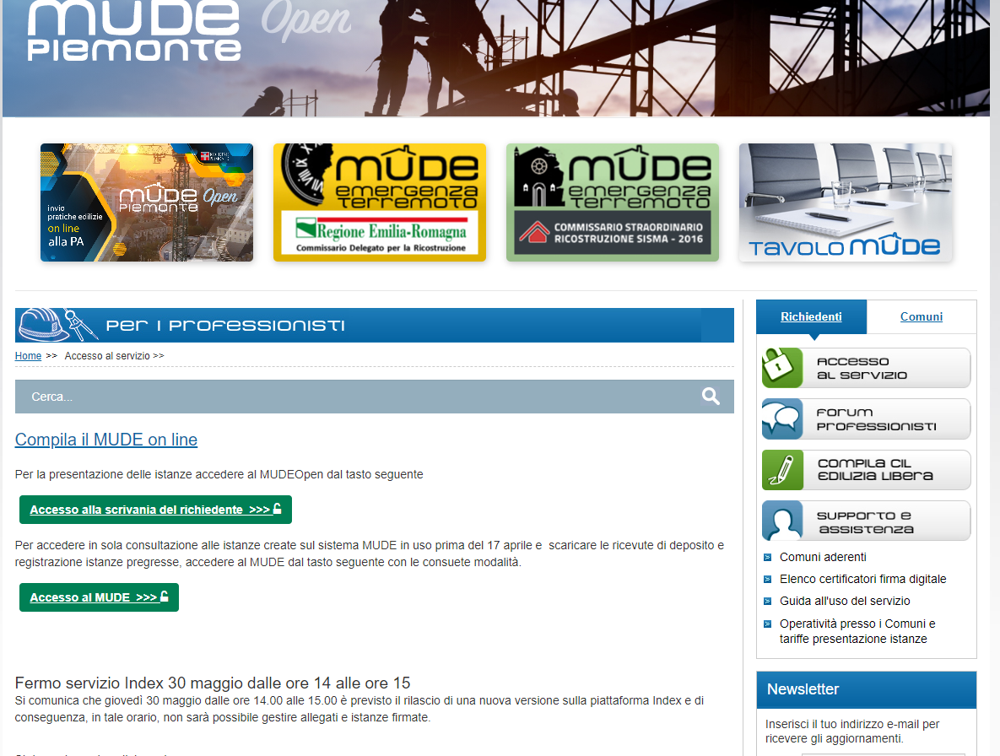 MUDE Open
PIEMONTE
REGIONE
PIEMONTE
invio
pratiche edilizie
on line
alla PA
MUDE
PIEMONTE Open
MUDE
emergenza
terremoto
Regione Emilia-Romagna
Commissario Delegato per la Ricostruzione
MUDE
emergenza
terremoto
COMMISSARIO STRAORDINARIO
RICOSTRUZIONE SISMA - 2016
TAVOLO MUDE
PER I PROFESSIONISTI
Home >> Accesso al servizio >>
Cerca...
Compila il MUDE on line
Per la presentazione delle istanze accedere al MUDEOpen dal tasto seguente
Accesso alla scrivania del richiedente >>>
Per accedere in sola consultazione alle istanze create sul sistema MUDE in uso prima del 17 aprile e scaricare le ricevute di deposito e
registrazione istanze pregresse, accedere al MUDE dal tasto seguente con le consuete modalità.
Accesso al MUDE >>>
Fermo servizio Index 30 maggio dalle ore 14 alle ore 15
Si comunica che giovedì 30 maggio dalle ore 14.00 alle 15.00 è previsto il rilascio di una nuova versione sulla piattaforma Index e di
conseguenza, in tale orario, non sarà possibile gestire allegati e istanze firmate.
Richiedenti
Comuni
ACCESSO
AL SERVIZIO
FORUM
PROFESSIONISTI
COMPILA CIL
EDILIZIA LIBERA
SUPPORTO E
ASSISTENZA
Comuni aderenti
Elenco certificatori firma digitale
Guida all'uso del servizio
Operatività presso i Comuni e
tariffe presentazione istanze
Newsletter
Inserisci il tuo indirizzo e-mail per
ricevere gli aggiornamenti.